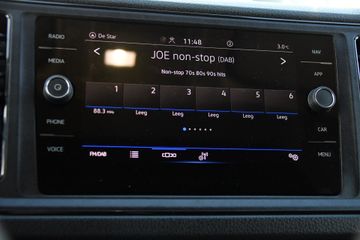 RADIO
MEDIA
PHONE
VOICE
NAV
APP
CAR
MENU
De Star 11:48 2 3.0°C
JOE non-stop (DAB)
Non-stop 70s 80s 90s hits
1 2 3 4 5 6
88.3 MHz Leeg Leeg Leeg Leeg Leeg
FM/DAB